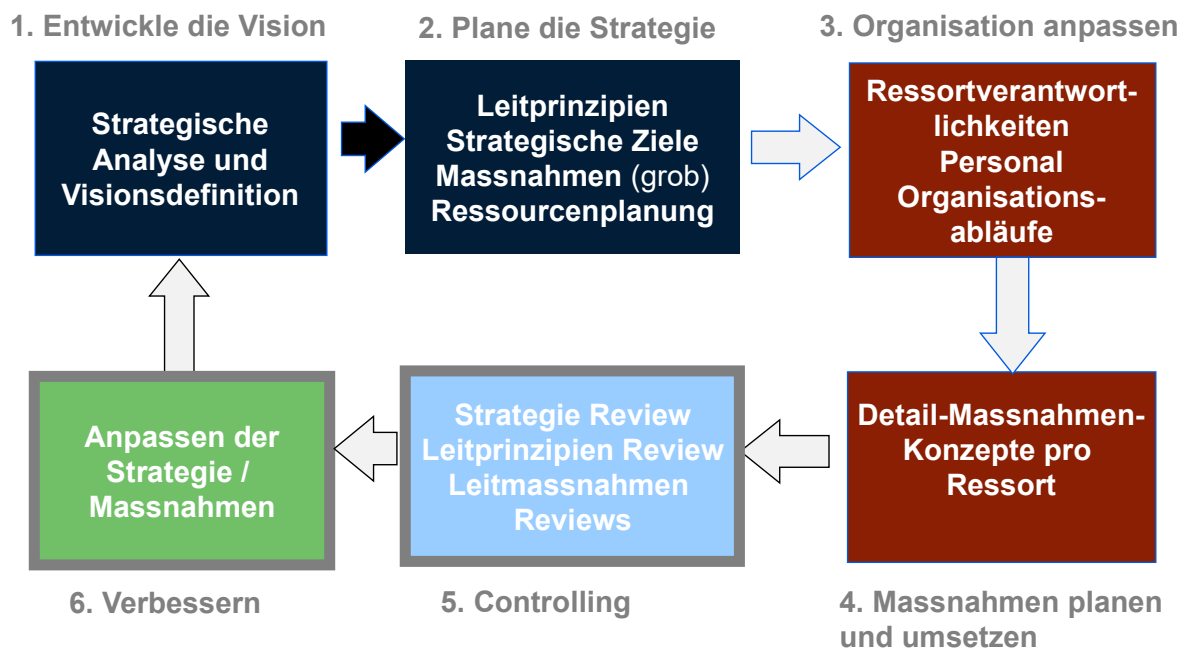 1. Entwickle die Vision
Strategische
Analyse und
Visionsdefinition
2. Plane die Strategie
Leitprinzipien
Strategische Ziele
Massnahmen (grob)
Ressourcenplanung
3. Organisation anpassen
Ressortverantwort-
lichkeiten
Personal
Organisations-
abläufe
Detail-Massnahmen-
Konzepte pro
Ressort
4. Massnahmen planen
und umsetzen
Strategie Review
Leitprinzipien Review
Leitmassnahmen
Reviews
5. Controlling
Anpassen der
Strategie /
Massnahmen
6. Verbessern